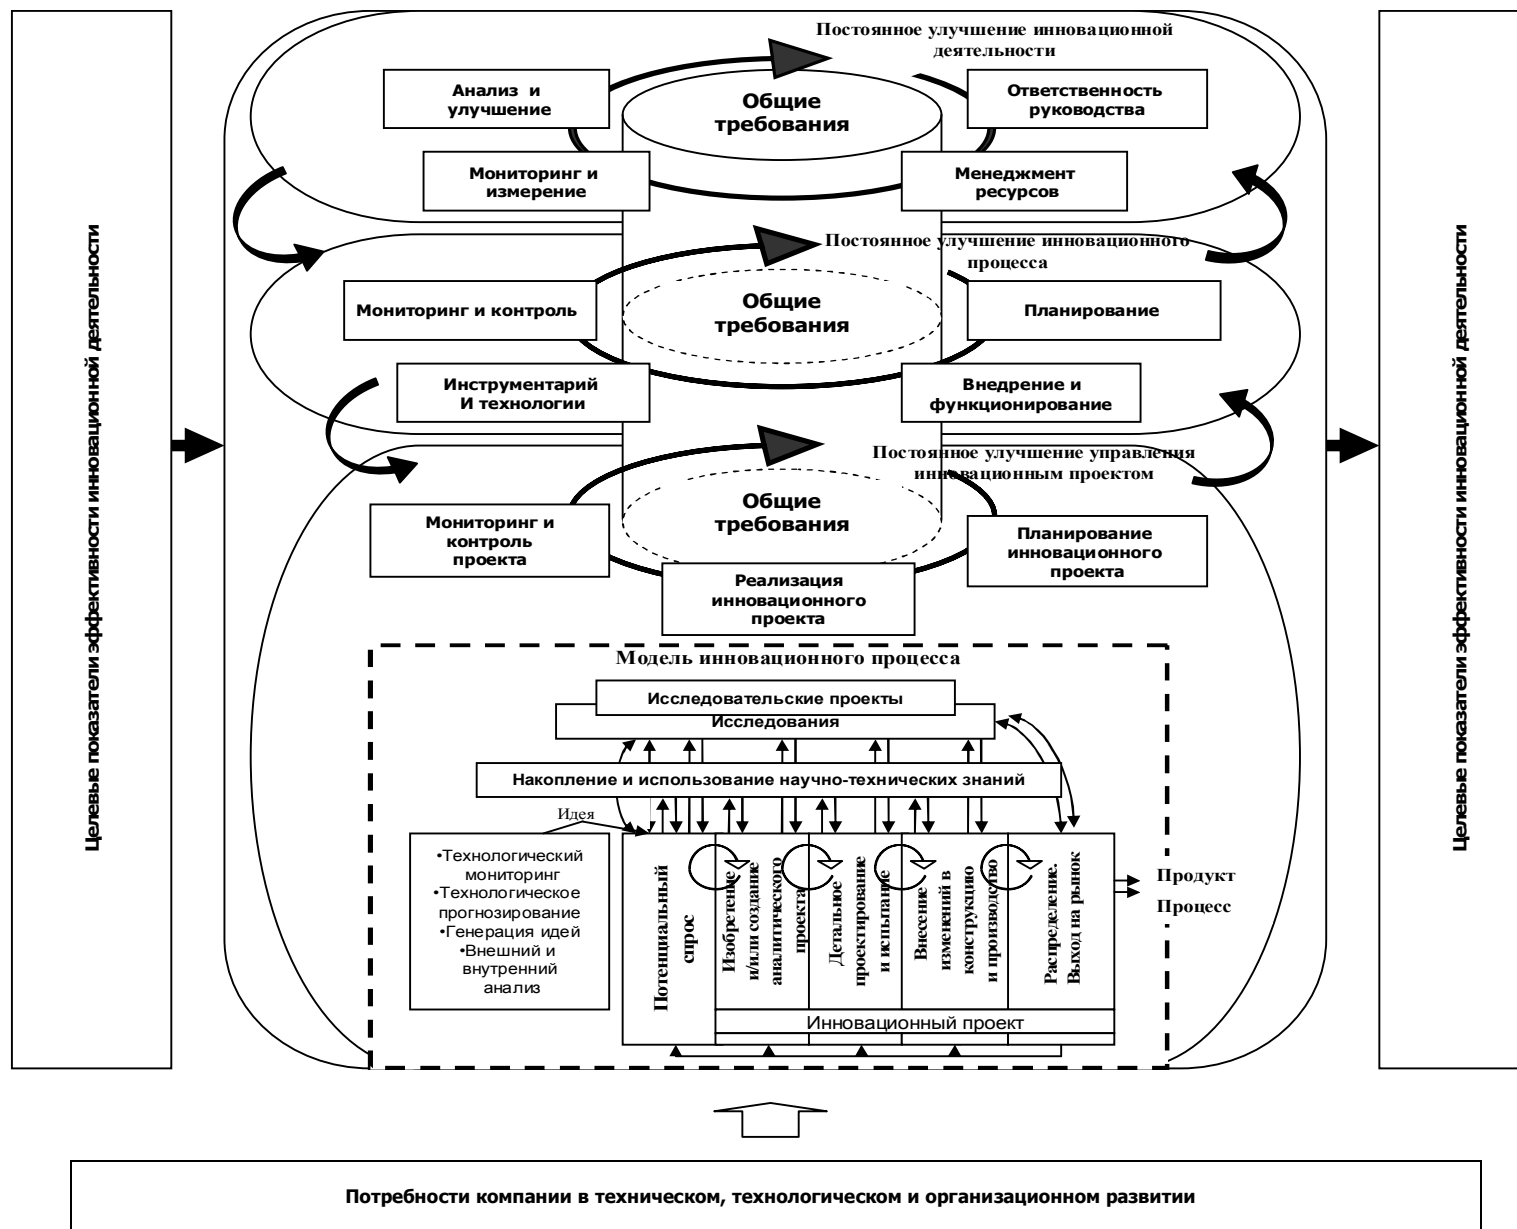 Целевые показатели эффективности инновационной деятельности
Постоянное улучшение инновационной
деятельности
Анализ и
улучшение
Общие
требования
Ответственность
руководства
Мониторинг и
измерение
Менеджмент
ресурсов
Постоянное улучшение инновационного
процесса
Мониторинг и контроль
Общие
требования
Планирование
Инструментарий
И технологии
Внедрение и
функционирование
Постоянное улучшение управления
инновационным проектом
Мониторинг и
контроль
проекта
Общие
требования
Планирование
инновационного
проекта
Реализация
инновационного
проекта
Модель инновационного процесса
Исследовательские проекты
Исследования
Накопление и использование научно-технических знаний
Идея
•Технологический
мониторинг
•Технологическое
прогнозирование
•Генерация идей
•Внешний и
внутренний
анализ
Потенциальный
спрос
Изобретение
и/или создание
аналитического
проекта
Детальное
проектирование
и испытание
Внесение
изменений в
конструкцию
и производство
Распределение.
Выход на рынок
Инновационный проект
Продукт
Процесс
Целевые показатели эффективности инновационной деятельности
Потребности компании в техническом, технологическом и организационном развитии